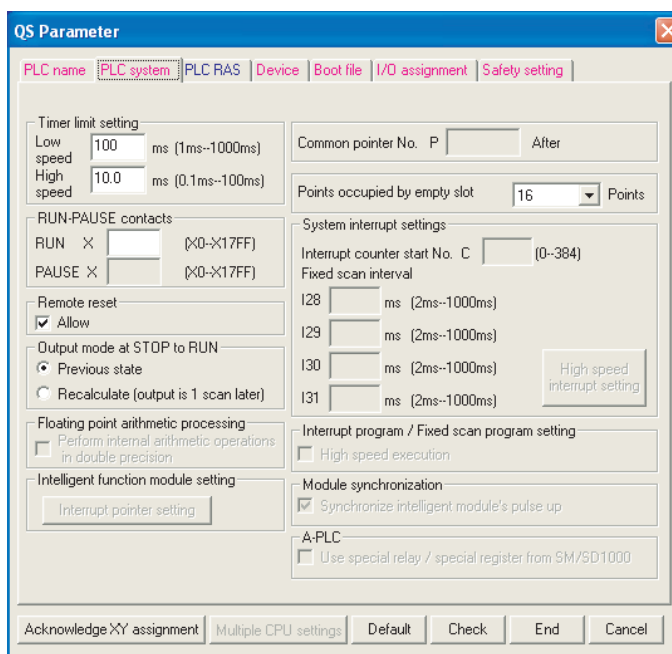 QS Parameter
PLC name PLC system PLC RAS Device Boot file I/O assignment Safety setting
Timer limit setting
Low speed 100 ms (1ms--1000ms)
High speed 10.0 ms (0.1ms--100ms)
RUN-PAUSE contacts
RUN X (X0--X17FF)
PAUSE X (X0--X17FF)
Remote reset
Allow
Output mode at STOP to RUN
Previous state
Recalculate (output is 1 scan later)
Floating point arithmetic processing
Perform internal arithmetic operations
in double precision
Intelligent function module setting
Interrupt pointer setting
Common pointer No. P After
Points occupied by empty slot 16 Points
System interrupt settings
Interrupt counter start No. C (0--384)
Fixed scan interval
I28 ms (2ms--1000ms)
I29 ms (2ms--1000ms)
I30 ms (2ms--1000ms)
I31 ms (2ms--1000ms)
High speed
interrupt setting
Interrupt program / Fixed scan program setting
High speed execution
Module synchronization
Synchronize intelligent module's pulse up
A-PLC
Use special relay / special register from SM/SD1000
Acknowledge XY assignment Multiple CPU settings Default Check End Cancel